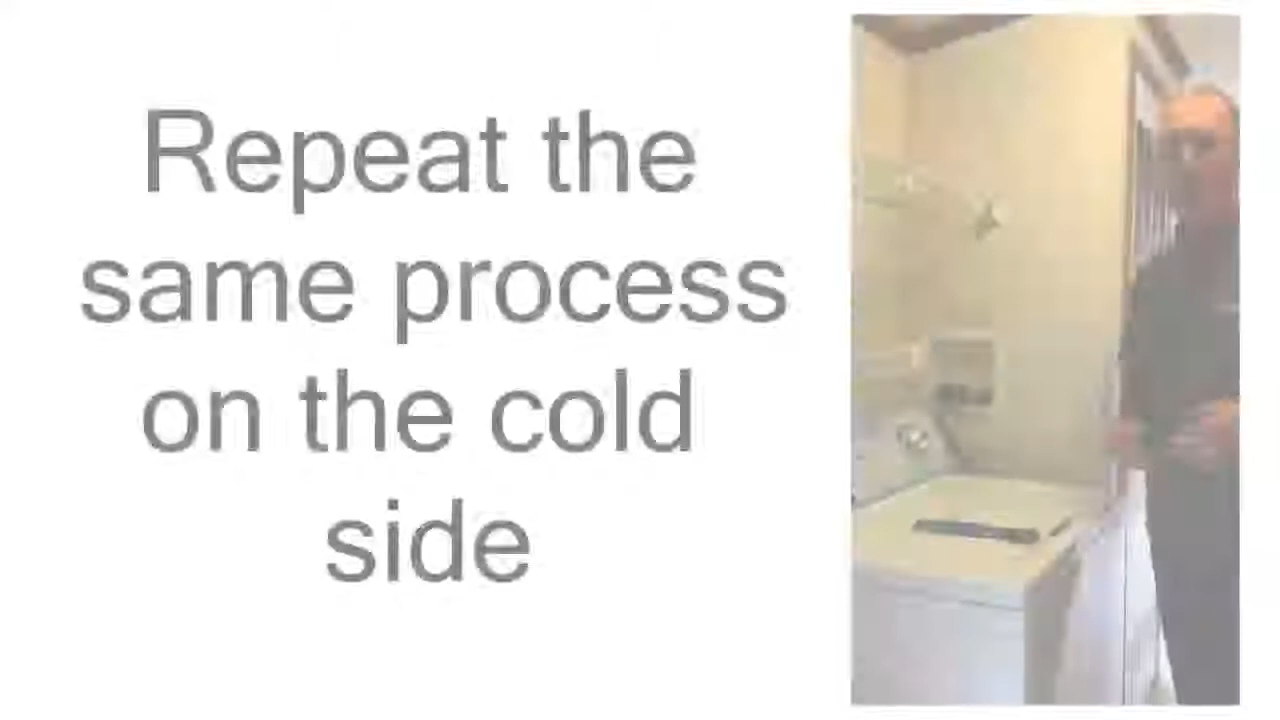 Repeat the
same process
on the cold
side